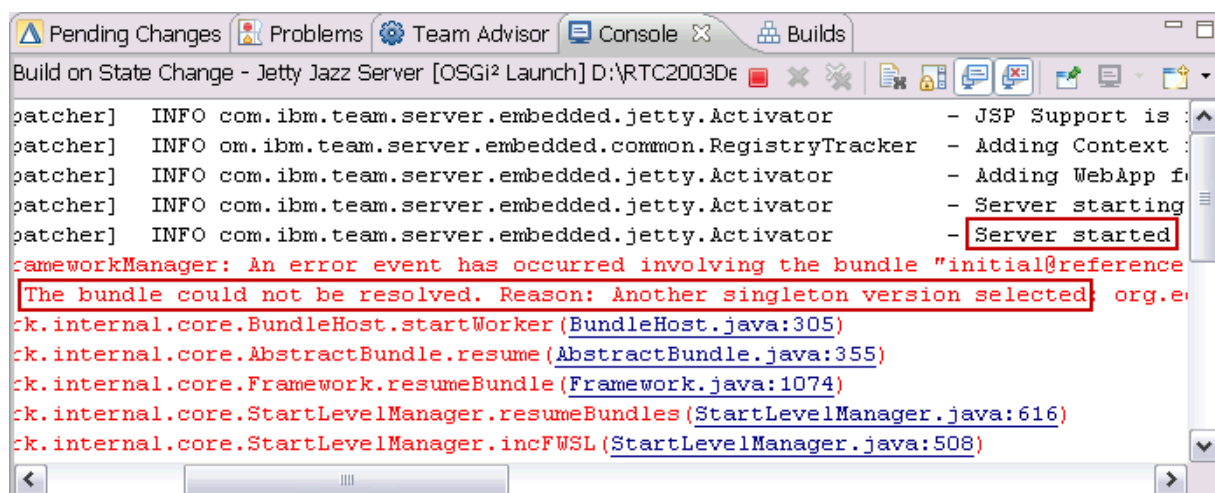 Pending Changes Problems Team Advisor Console Builds
Build on State Change - Jetty Jazz Server [OSGi² Launch] D:\RTC2003De
patcher] INFO com.ibm.team.server.embedded.jetty.Activator - JSP Support is
patcher] INFO om.ibm.team.server.embedded.common.RegistryTracker - Adding Context
patcher] INFO com.ibm.team.server.embedded.jetty.Activator - Adding WebApp f
patcher] INFO com.ibm.team.server.embedded.jetty.Activator - Server starting
patcher] INFO com.ibm.team.server.embedded.jetty.Activator - Server started
rameworkManager: An error event has occurred involving the bundle "initial@reference
The bundle could not be resolved. Reason: Another singleton version selected: org.e
rk.internal.core.BundleHost.startWorker(BundleHost.java:305)
rk.internal.core.AbstractBundle.resume(AbstractBundle.java:355)
rk.internal.core.Framework.resumeBundle(Framework.java:1074)
rk.internal.core.StartLevelManager.resumeBundles(StartLevelManager.java:616)
rk.internal.core.StartLevelManager.incFWSL(StartLevelManager.java:508)